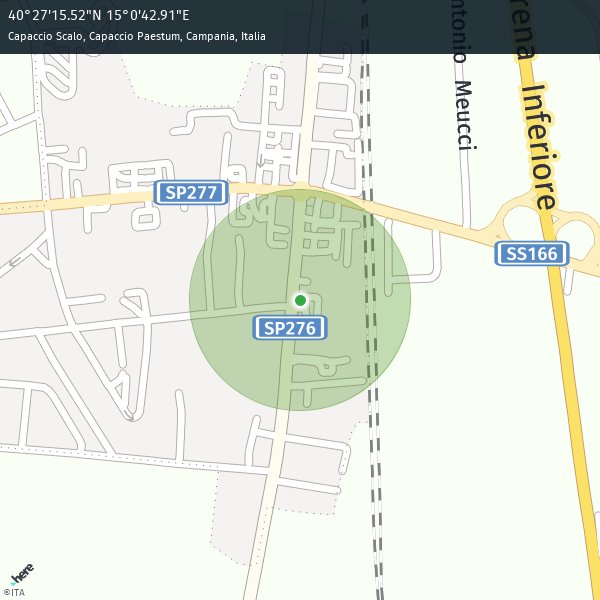 40°27'15.52"N 15°0'42.91"E
Capaccio Scalo, Capaccio Paestum, Campania, Italia
ntonio Meucci
rena Inferiore
SP277
SS166
SP276
here
©ITA